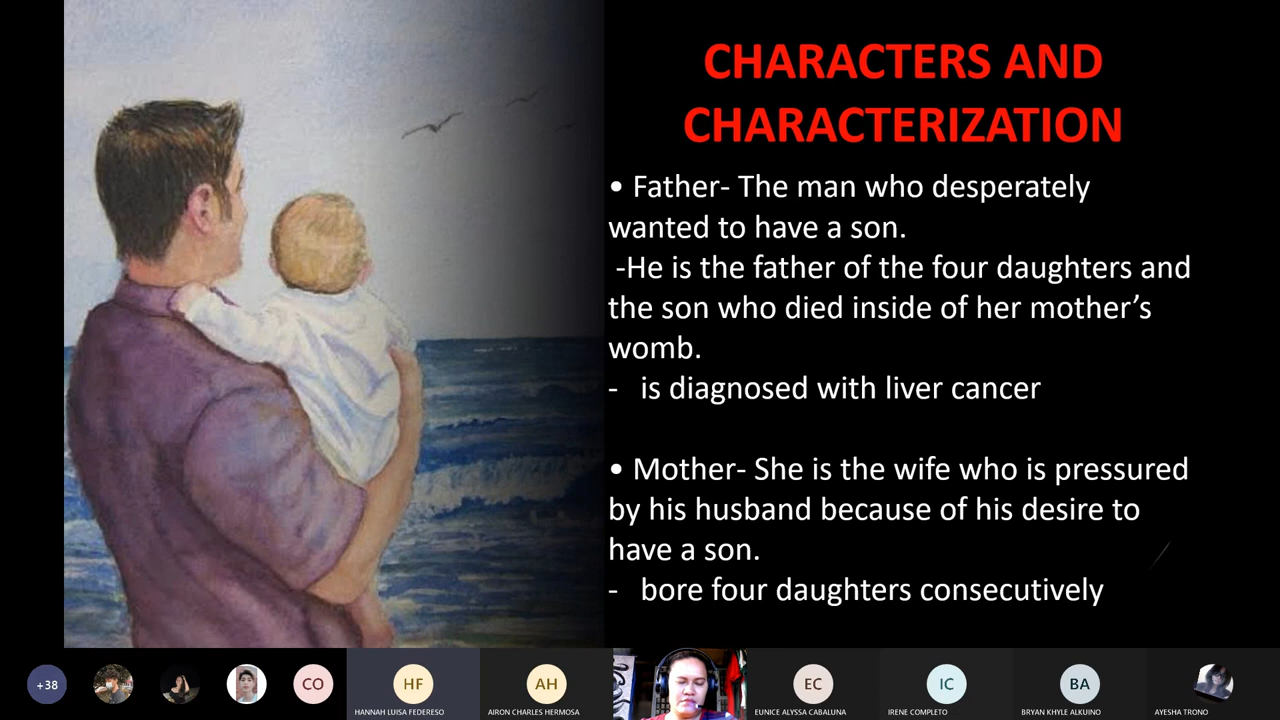 CHARACTERS AND
CHARACTERIZATION
• Father- The man who desperately
wanted to have a son.
-He is the father of the four daughters and
the son who died inside of her mother’s
womb.
- is diagnosed with liver cancer
• Mother- She is the wife who is pressured
by his husband because of his desire to
have a son.
- bore four daughters consecutively
+38
CO
HF
AH
EC
IC
BA
HANNAH LUISA FEDERESO
AIRON CHARLES HERMOSA
EUNICE ALYSSA CABALUNA
IRENE COMPLETO
BRYAN KHYLE ALKUINO
AYESHA TRONO